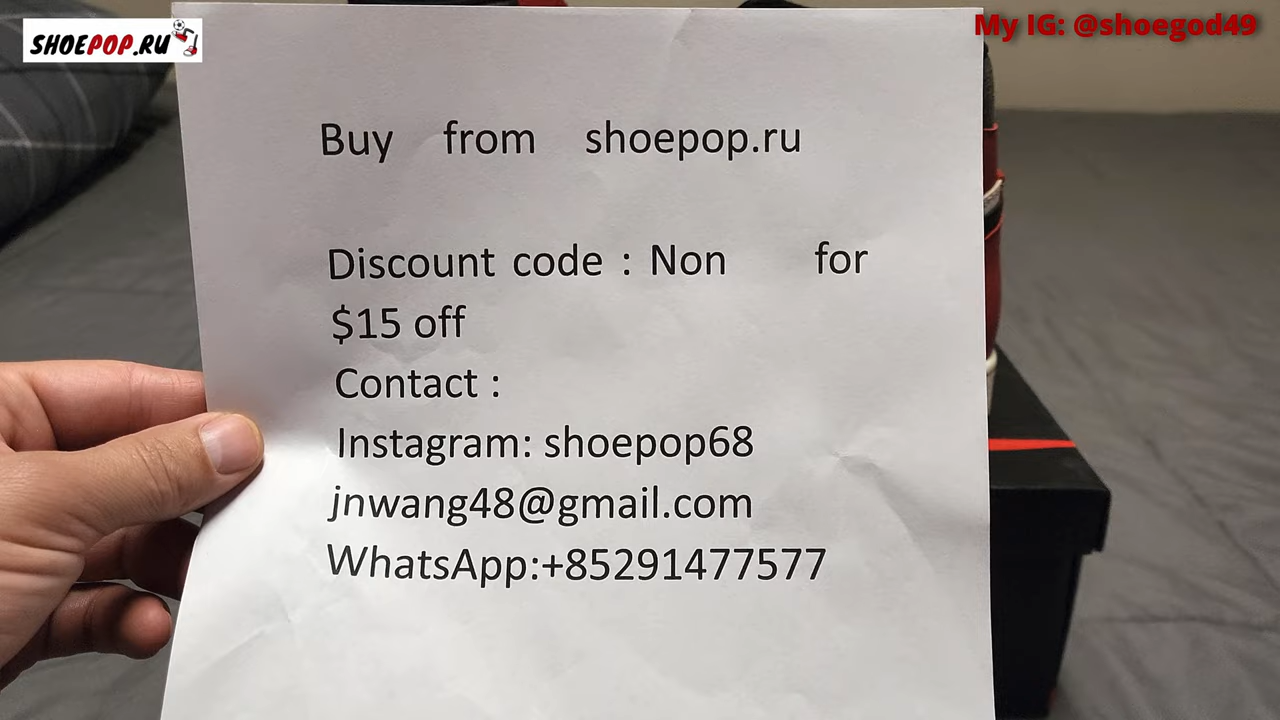 SHOEPOP.RU
My IG: @shoegod49
Buy from shoepop.ru
Discount code : Non for
$15 off
Contact :
Instagram: shoepop68
jnwang48@gmail.com
WhatsApp:+85291477577